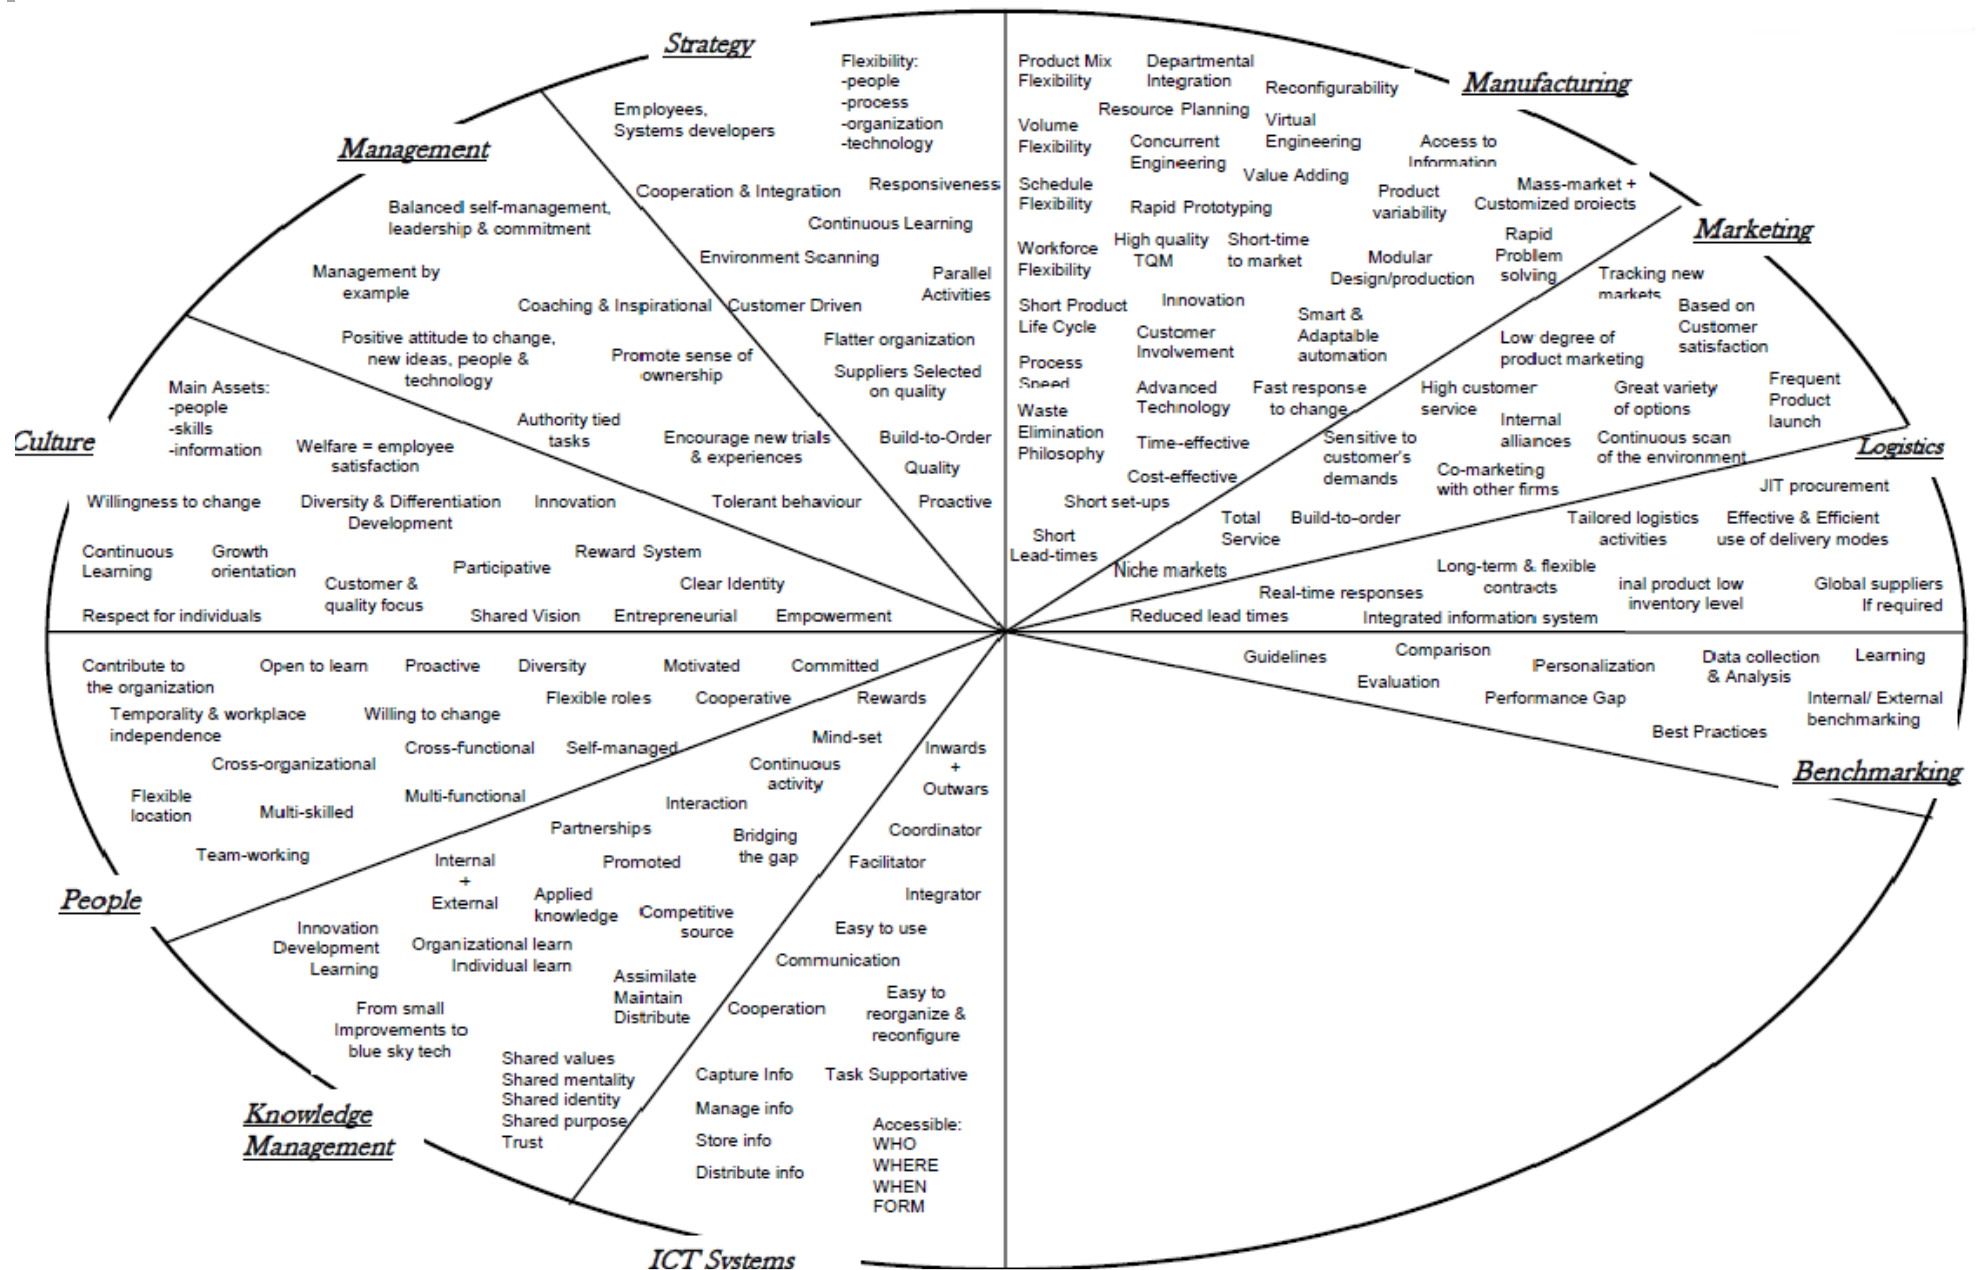 Strategy
Employees,
Systems developers
Flexibility:
-people
-process
-organization
-technology
Cooperation & Integration
Responsiveness
Continuous Learning
Environment Scanning
Parallel
Activities
Customer Driven
Flatter organization
Suppliers Selected
on quality
Build-to-Order
Quality
Proactive
Manufacturing
Product Mix
Flexibility
Departmental
Integration
Reconfigurability
Resource Planning
Volume
Flexibility
Virtual
Engineering
Concurrent
Engineering
Access to
Information
Value Adding
Schedule
Flexibility
Product
variability
Mass-market +
Customized projects
Rapid Prototyping
Workforce
Flexibility
High quality
TQM
Short-time
to market
Modular
Design/production
Rapid
Problem
solving
Short Product
Life Cycle
Innovation
Smart &
Adaptable
automation
Customer
Involvement
Process
Speed
Advanced
Technology
Fast response
to change
Waste
Elimination
Philosophy
Time-effective
Cost-effective
Short set-ups
Short
Lead-times
Marketing
Tracking new
markets
Based on
Customer
satisfaction
Low degree of
product marketing
High customer
service
Great variety
of options
Frequent
Product
launch
Internal
alliances
Sensitive to
customer's
demands
Continuous scan
of the environment
Co-marketing
with other firms
Total
Service
Build-to-order
Niche markets
Logistics
JIT procurement
Tailored logistics
activities
Effective & Efficient
use of delivery modes
Long-term & flexible
contracts
inal product low
inventory level
Global suppliers
If required
Real-time responses
Reduced lead times
Integrated information system
Benchmarking
Guidelines
Comparison
Personalization
Data collection
& Analysis
Learning
Evaluation
Performance Gap
Internal/ External
benchmarking
Best Practices
Management
Balanced self-management,
leadership & commitment
Management by
example
Coaching & Inspirational
Positive attitude to change,
new ideas, people &
technology
Promote sense of
ownership
Authority tied
tasks
Encourage new trials
& experiences
Tolerant behaviour
Culture
Main Assets:
-people
-skills
-information
Welfare = employee
satisfaction
Willingness to change
Diversity & Differentiation
Development
Innovation
Continuous
Learning
Growth
orientation
Reward System
Participative
Customer &
quality focus
Clear Identity
Respect for individuals
Shared Vision
Entrepreneurial
Empowerment
People
Contribute to
the organization
Open to learn
Proactive
Diversity
Motivated
Committed
Flexible roles
Cooperative
Temporality & workplace
independence
Willing to change
Cross-functional
Self-managed
Cross-organizational
Flexible
location
Multi-skilled
Multi-functional
Team-working
Knowledge
Management
Rewards
Mind-set
Continuous
activity
Interaction
Partnerships
Bridging
the gap
Promoted
Internal
+
External
Applied
knowledge
Competitive
source
Innovation
Development
Learning
Organizational learn
Individual learn
Assimilate
Maintain
Distribute
From small
Improvements to
blue sky tech
Shared values
Shared mentality
Shared identity
Shared purpose
Trust
ICT Systems
Inwards
+
Outwars
Coordinator
Facilitator
Integrator
Easy to use
Communication
Cooperation
Easy to
reorganize &
reconfigure
Capture Info
Task Supportative
Manage info
Store info
Distribute info
Accessible:
WHO
WHERE
WHEN
FORM